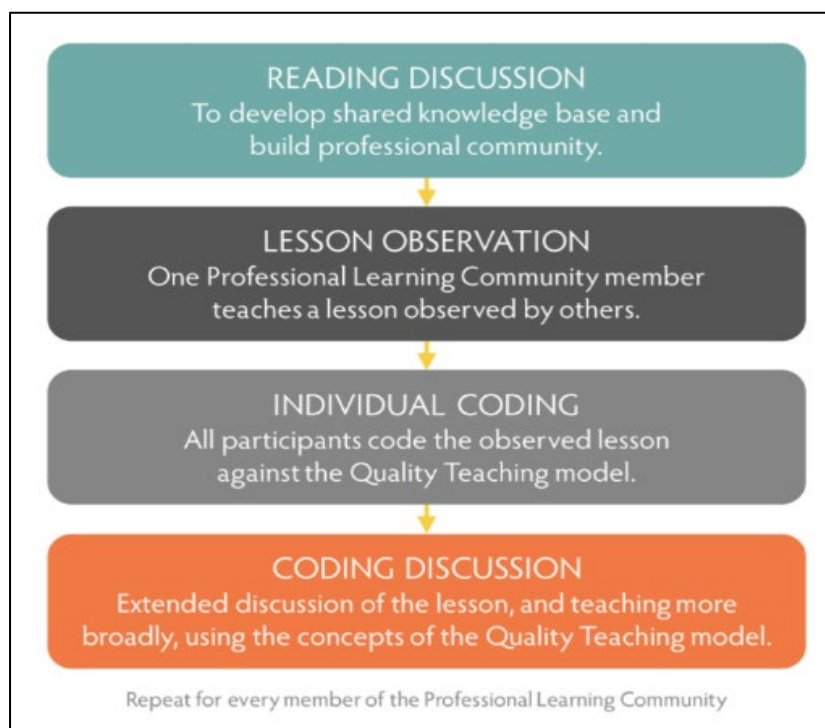 READING DISCUSSION
To develop shared knowledge base and
build professional community.
LESSON OBSERVATION
One Professional Learning Community member
teaches a lesson observed by others.
INDIVIDUAL CODING
All participants code the observed lesson
against the Quality Teaching model.
CODING DISCUSSION
Extended discussion of the lesson, and teaching more
broadly, using the concepts of the Quality Teaching model.
Repeat for every member of the Professional Learning Community